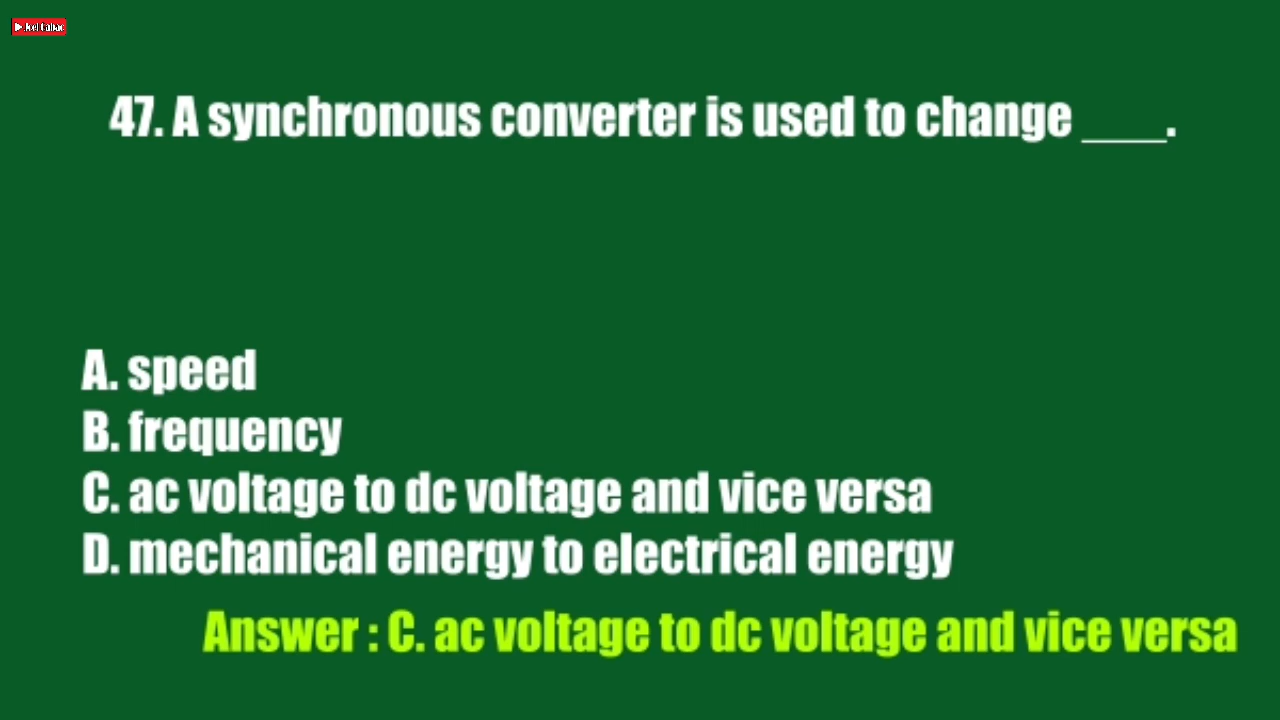 47. A synchronous converter is used to change ___.
A. speed
B. frequency
C. ac voltage to dc voltage and vice versa
D. mechanical energy to electrical energy
Answer : C. ac voltage to dc voltage and vice versa